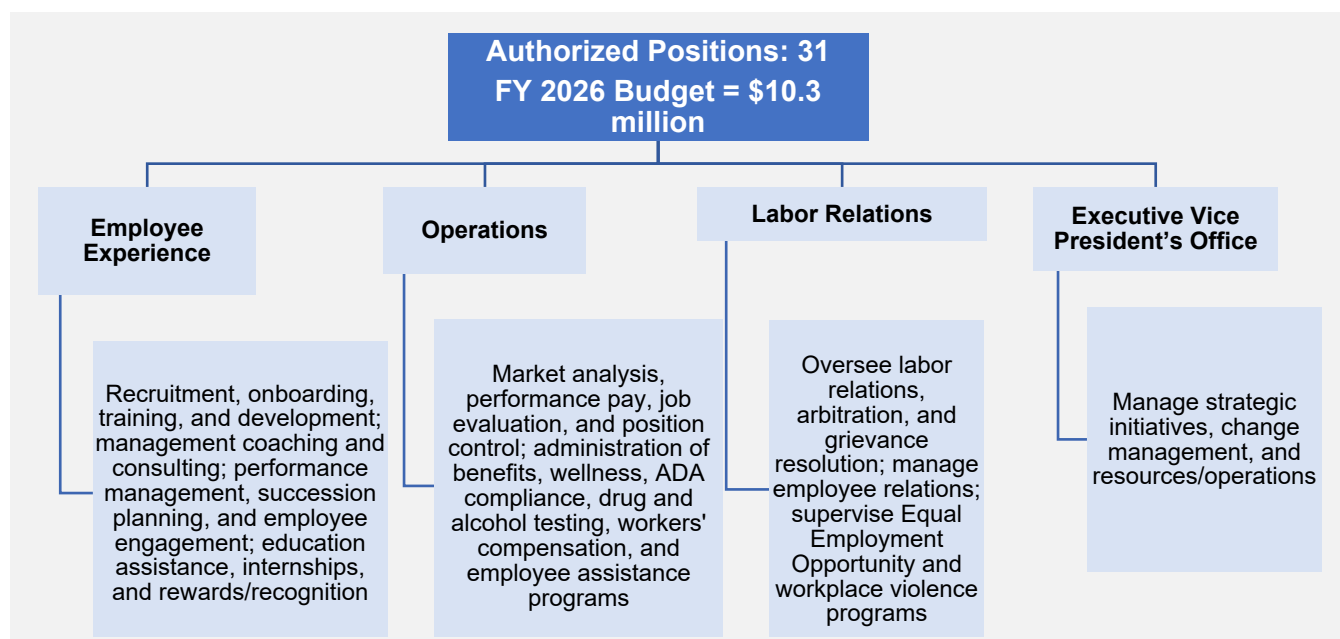 Authorized Positions: 31
FY 2026 Budget = $10.3
million
Employee
Experience
Recruitment, onboarding,
training, and development;
management coaching and
consulting; performance
management, succession
planning, and employee
engagement; education
assistance, internships,
and rewards/recognition
Operations
Market analysis,
performance pay, job
evaluation, and position
control; administration of
benefits, wellness, ADA
compliance, drug and
alcohol testing, workers'
compensation, and
employee assistance
programs
Labor Relations
Oversee labor
relations,
arbitration, and
grievance
resolution; manage
employee relations;
supervise Equal
Employment
Opportunity and
workplace violence
programs
Executive Vice
President’s Office
Manage strategic
initiatives, change
management, and
resources/operations